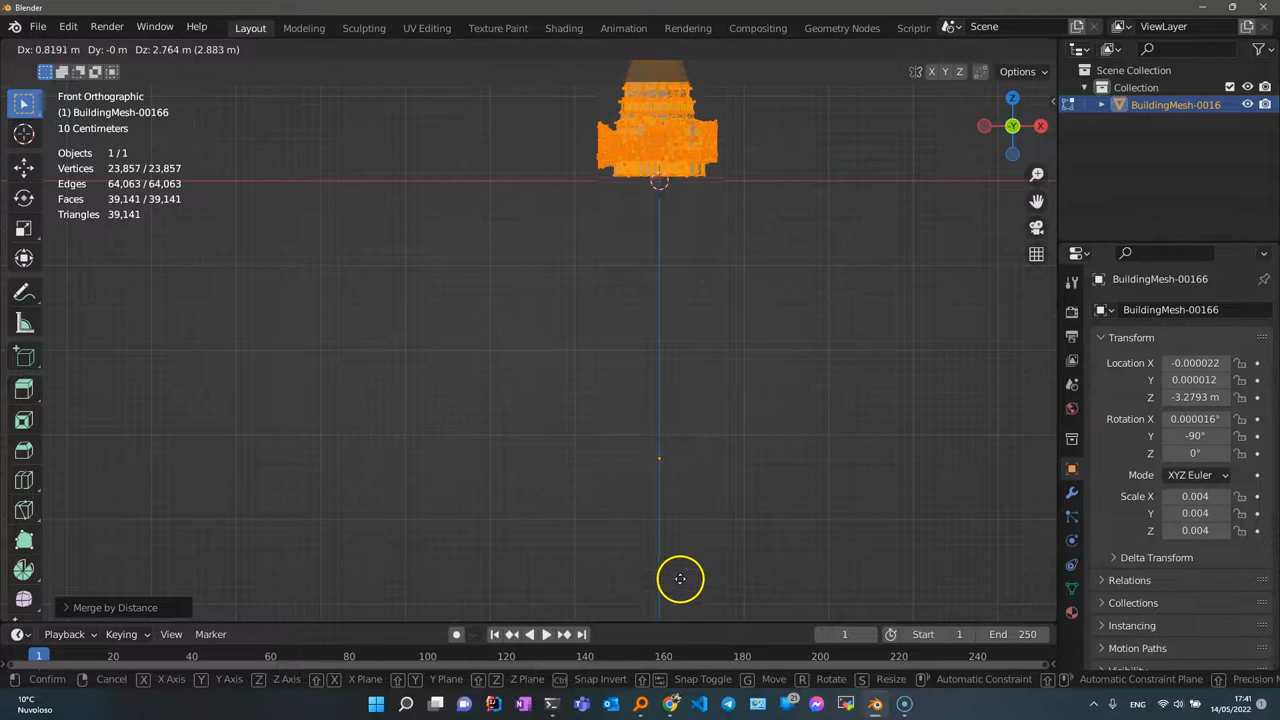 Blender
File Edit Render Window Help Layout Modeling Sculpting UV Editing Texture Paint Shading Animation Rendering Compositing Geometry Nodes Scriptin Scene ViewLayer
Dx: 0.8191 m Dy: -0 m Dz: 2.764 m (2.883 m)
X Y Z Options
Front Orthographic
(1) BuildingMesh-00166
10 Centimeters
Objects 1 / 1
Vertices 23,857 / 23,857
Edges 64,063 / 64,063
Faces 39,141 / 39,141
Triangles 39,141
Z
-Y X
Scene Collection
Collection
BuildingMesh-0016
BuildingMesh-00166
BuildingMesh-00166
Transform
Location X -0.000022
Y 0.000012
Z -3.2793 m
Rotation X 0.000016°
Y -90°
Z 0°
Mode XYZ Euler
Scale X 0.004
Y 0.004
Z 0.004
Delta Transform
Relations
Collections
Instancing
Motion Paths
Merge by Distance
Playback Keying View Marker 1 Start 1 End 250
1 20 40 60 80 100 120 140 160 180 200 220 240
Confirm Cancel X X Axis Y Y Axis Z Z Axis X X Plane Y Y Plane Z Z Plane Ctrl Snap Invert Snap Toggle G Move R Rotate S Resize Automatic Constraint Automatic Constraint Plane Precision M
10°C
Nuvoloso
21
ENG
17:41
14/05/2022